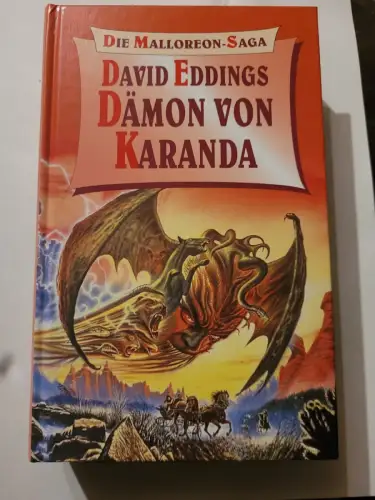 DIE MALLOREON-SAGA
DAVID EDDINGS
DÄMON VON
KARANDA